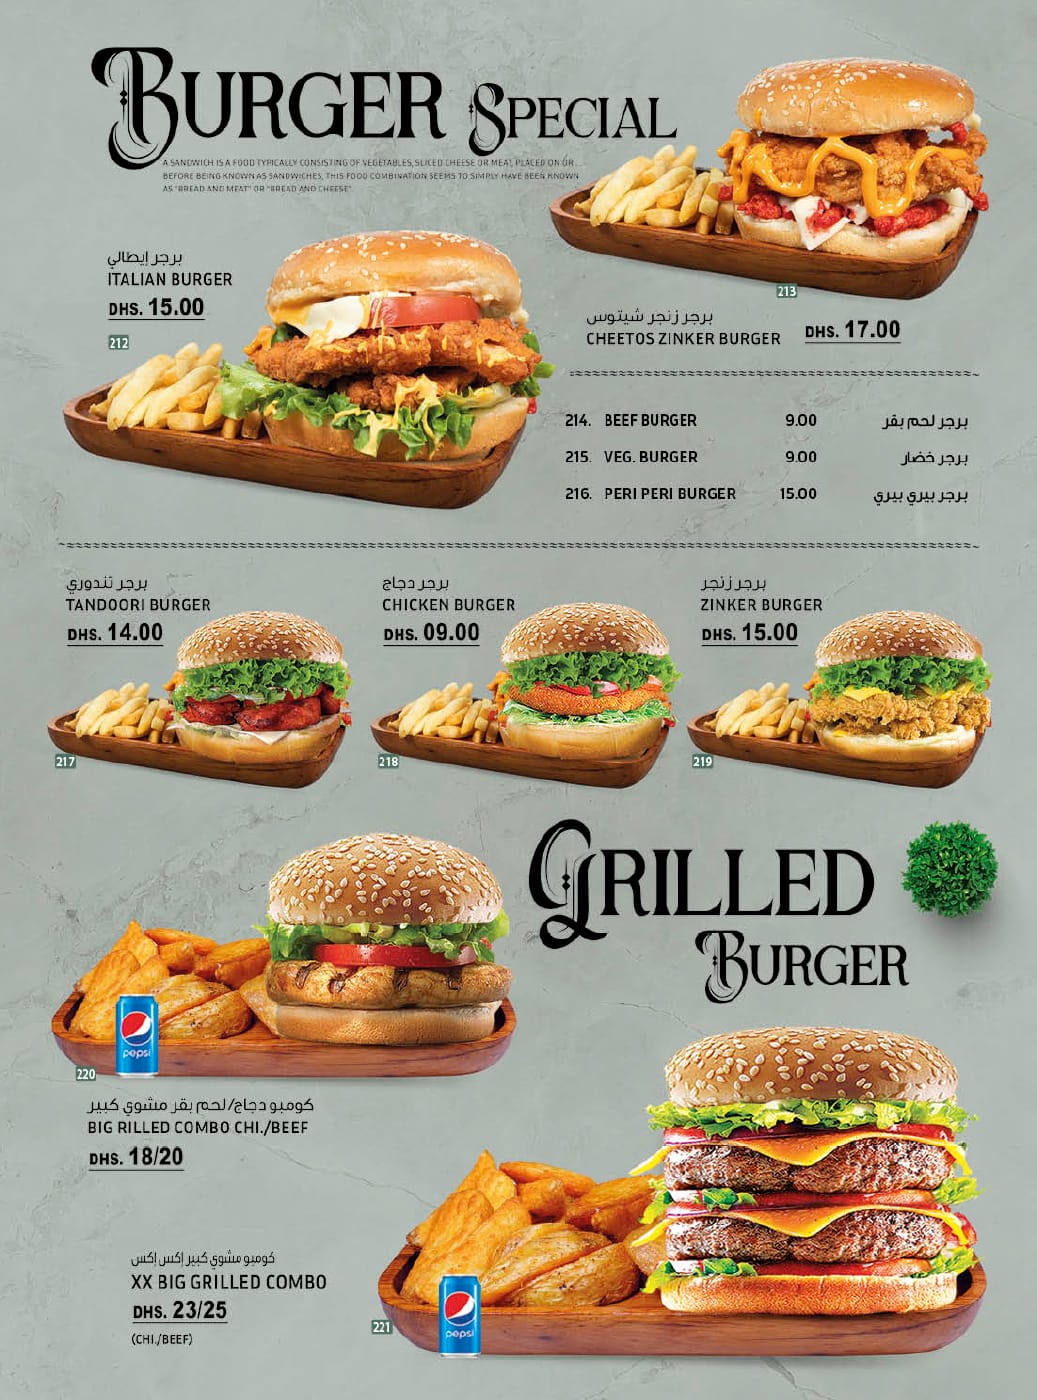 BURGER SPECIAL
A SANDWICH IS A FOOD TYPICALLY CONSISTING OF VEGETABLES, SLICED CHEESE OR MEAT, PLACED ON OR
BEFORE BEING KNOWN AS SANDWICHES, THIS FOOD COMBINATION SEEMS TO SIMPLY HAVE BEEN KNOWN
AS "BREAD AND MEAT" OR "BREAD AND CHEESE".
برجر إيطالي
ITALIAN BURGER
DHS. 15.00
212
213
برجر زنجر شيتوس
CHEETOS ZINKER BURGER DHS. 17.00
214. BEEF BURGER 9.00 برجر لحم بقر
215. VEG. BURGER 9.00 برجر خضار
216. PERI PERI BURGER 15.00 برجر بيري بيري
برجر تندوري
TANDOORI BURGER
DHS. 14.00
217
برجر دجاج
CHICKEN BURGER
DHS. 09.00
218
برجر زنجر
ZINKER BURGER
DHS. 15.00
219
GRILLED
BURGER
pepsi
220
كومبو دجاج/لحم بقر مشوي كبير
BIG RILLED COMBO CHI./BEEF
DHS. 18/20
كومبو مشوي كبير إكس إكس
XX BIG GRILLED COMBO
DHS. 23/25
(CHI./BEEF)
221
pepsi